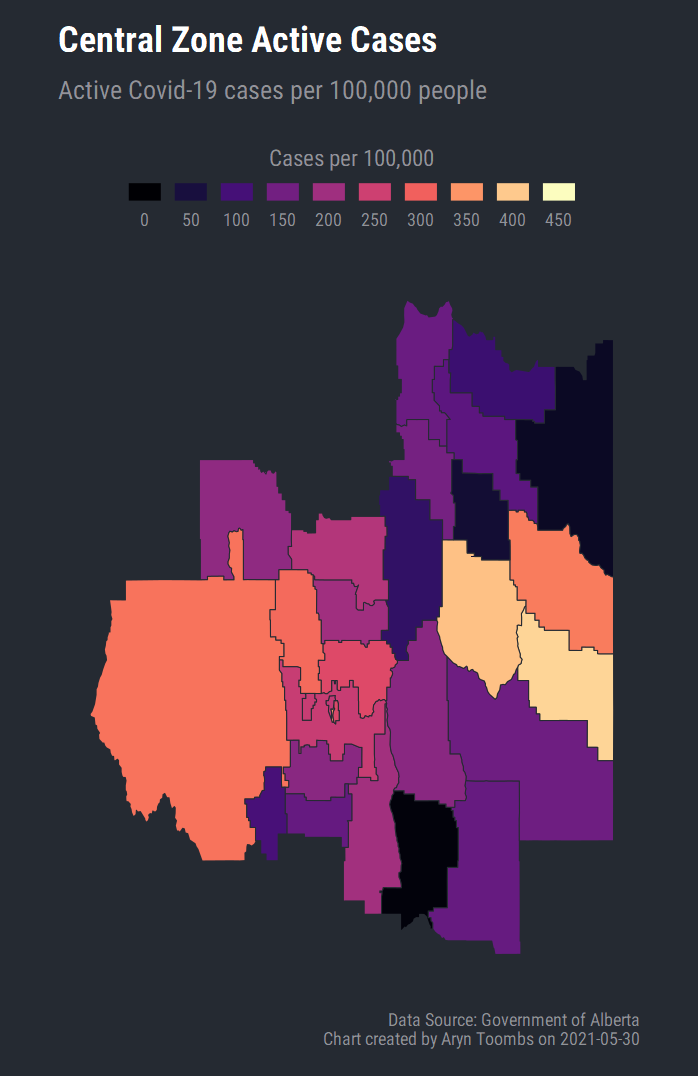 Central Zone Active Cases
Active Covid-19 cases per 100,000 people
Cases per 100,000
0 50 100 150 200 250 300 350 400 450
Data Source: Government of Alberta
Chart created by Aryn Toombs on 2021-05-30